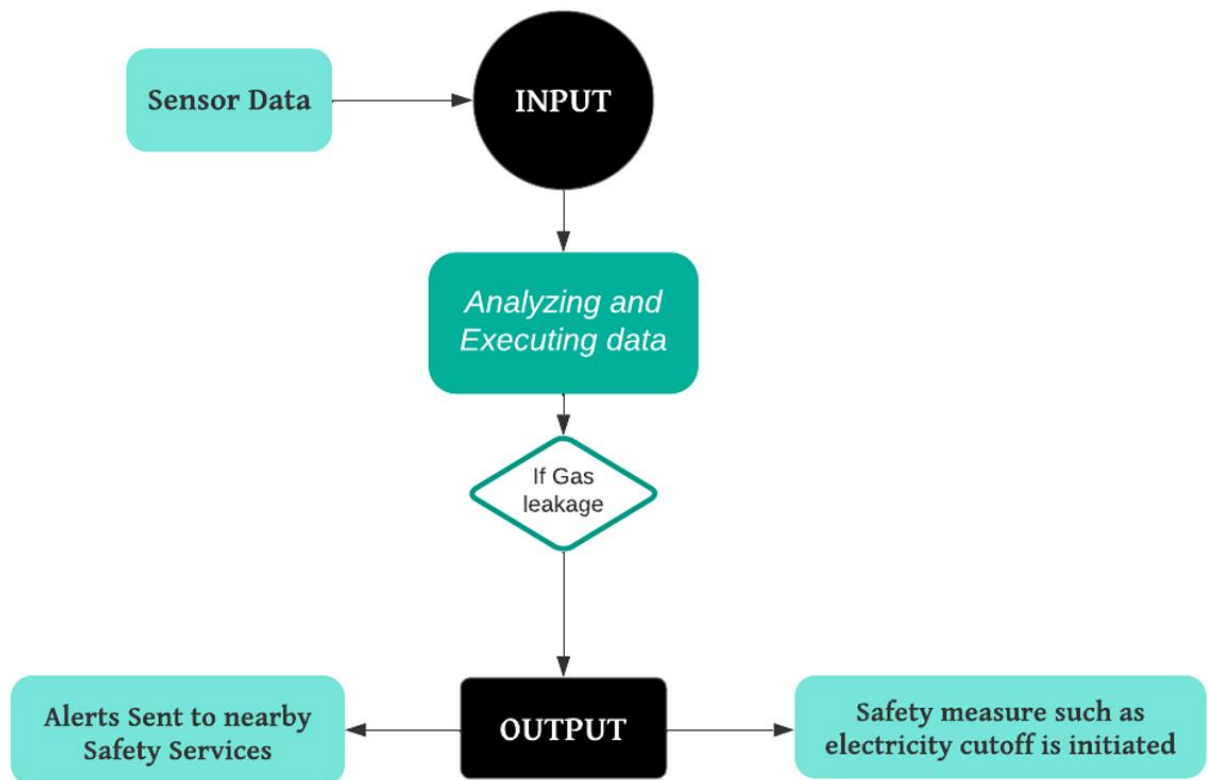 Sensor Data
INPUT
Analyzing and
Executing data
If Gas
leakage
Alerts Sent to nearby
Safety Services
OUTPUT
Safety measure such as
electricity cutoff is initiated